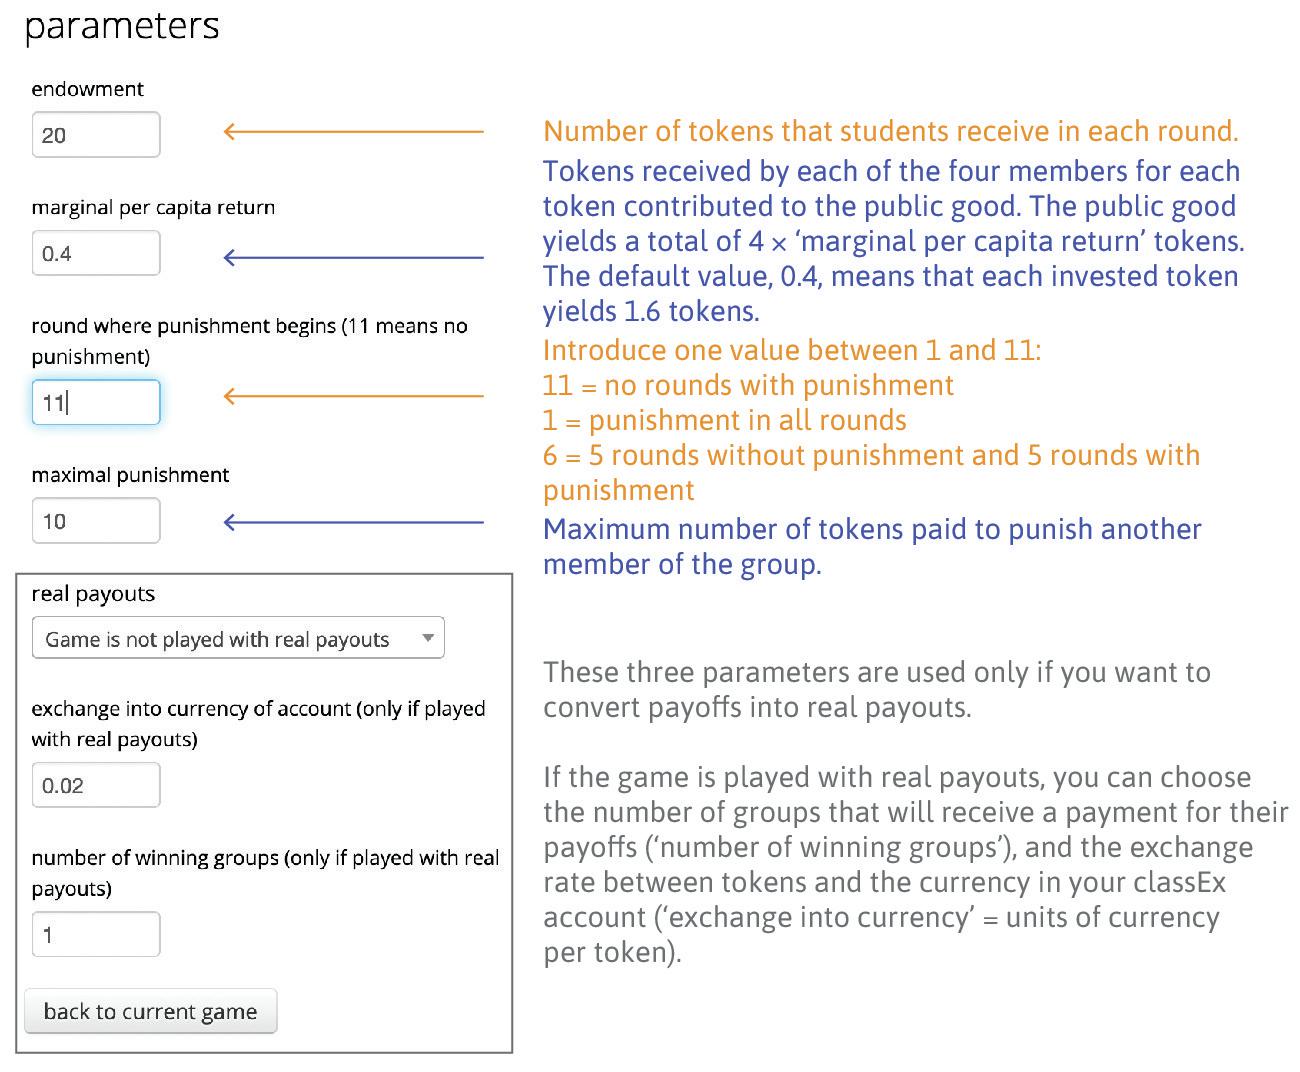 parameters
endowment
20
Number of tokens that students receive in each round.
marginal per capita return
0.4
Tokens received by each of the four members for each
token contributed to the public good. The public good
yields a total of 4 × ‘marginal per capita return’ tokens.
The default value, 0.4, means that each invested token
yields 1.6 tokens.
round where punishment begins (11 means no
punishment)
11
Introduce one value between 1 and 11:
11 = no rounds with punishment
1 = punishment in all rounds
6 = 5 rounds without punishment and 5 rounds with
punishment
maximal punishment
10
Maximum number of tokens paid to punish another
member of the group.
real payouts
Game is not played with real payouts
exchange into currency of account (only if played
with real payouts)
0.02
number of winning groups (only if played with real
payouts)
1
back to current game
These three parameters are used only if you want to
convert payoffs into real payouts.
If the game is played with real payouts, you can choose
the number of groups that will receive a payment for their
payoffs (‘number of winning groups’), and the exchange
rate between tokens and the currency in your classEx
account (‘exchange into currency’ = units of currency
per token).